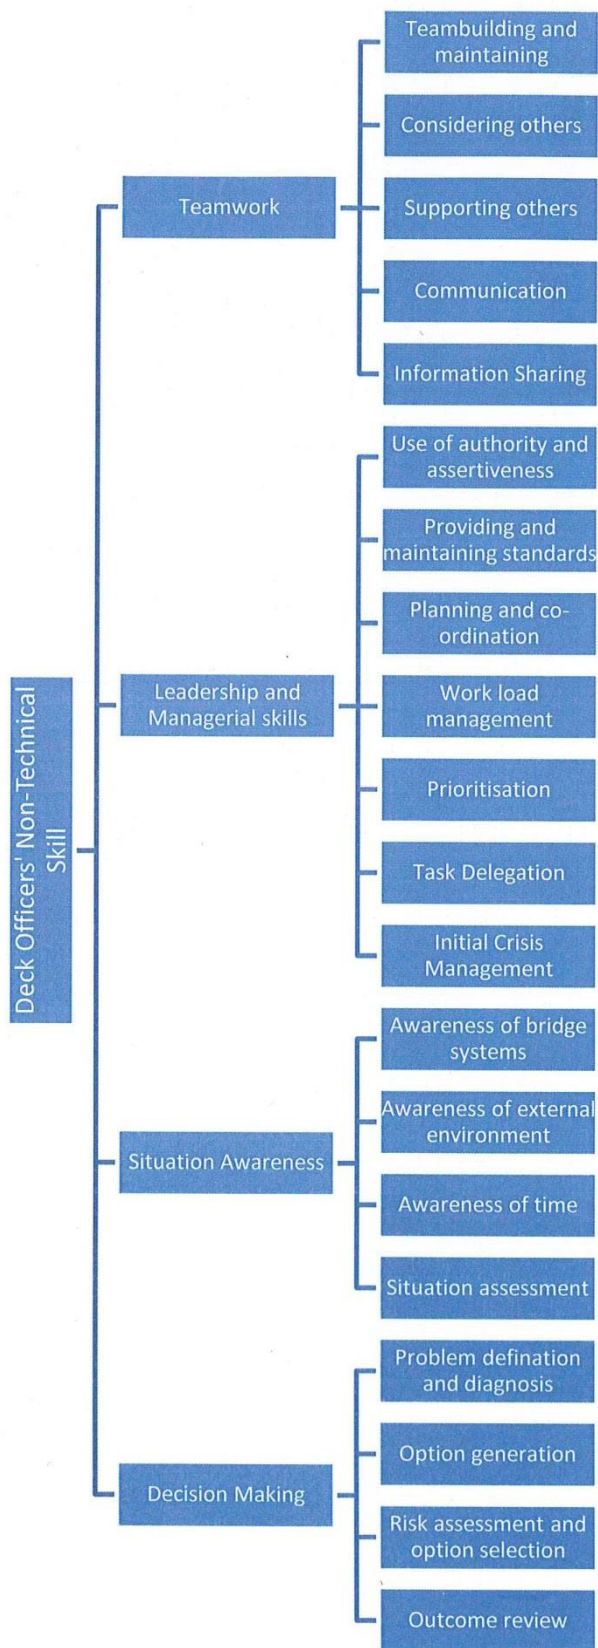 Deck Officers' Non-Technical
Skill
Teamwork
Teambuilding and
maintaining
Considering others
Supporting others
Communication
Information Sharing
Leadership and
Managerial skills
Use of authority and
assertiveness
Providing and
maintaining standards
Planning and co-
ordination
Work load
management
Prioritisation
Task Delegation
Initial Crisis
Management
Situation Awareness
Awareness of bridge
systems
Awareness of external
environment
Awareness of time
Situation assessment
Decision Making
Problem defination
and diagnosis
Option generation
Risk assessment and
option selection
Outcome review